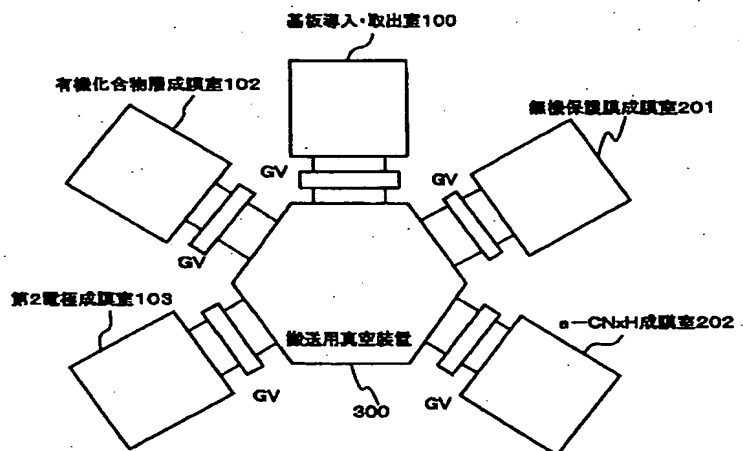 基板導入・取出室100
有機化合物層成膜室102
無機保護膜成膜室201
GV
GV
GV
第2電極成膜室103
搬送用真空装置
a-CNxH成膜室202
GV
300
GV